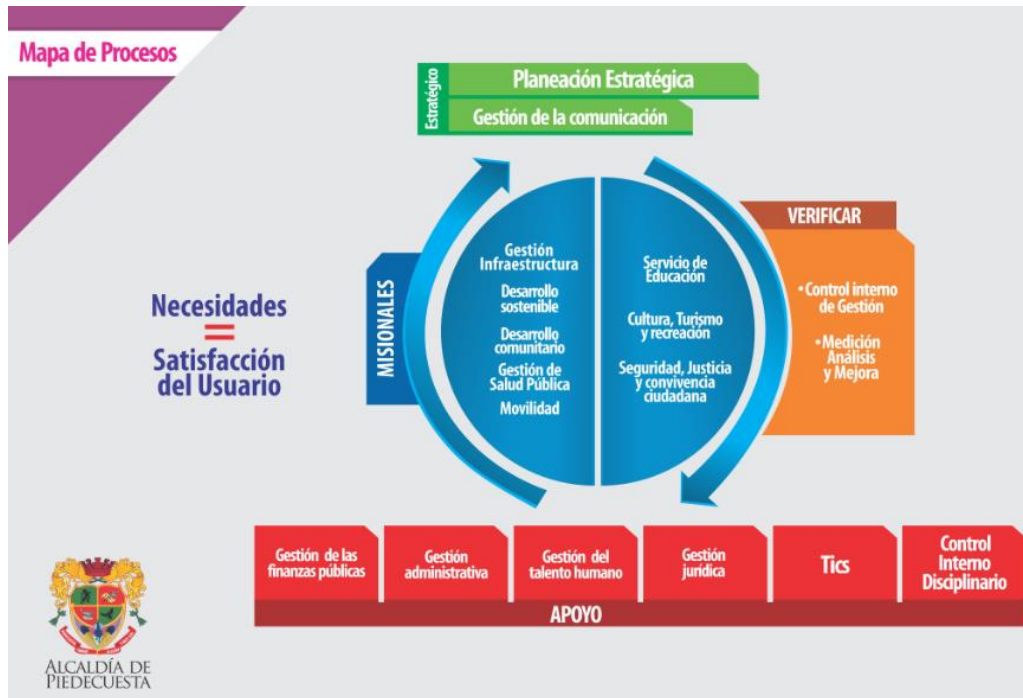 Mapa de Procesos
Estratégico
Planeación Estratégica
Gestión de la comunicación
VERIFICAR
• Control interno
de Gestión
• Medición
Análisis
y Mejora
MISIONALES
Gestión
Infraestructura
Desarrollo
sostenible
Desarrollo
comunitario
Gestión de
Salud Pública
Movilidad
Servicio de
Educación
Cultura, Turismo
y recreación
Seguridad, Justicia
y convivencia
ciudadana
Necesidades
=
Satisfacción
del Usuario
Gestión de las
finanzas públicas
Gestión
administrativa
Gestión del
talento humano
Gestión
jurídica
Tics
Control
Interno
Disciplinario
APOYO
ALCALDÍA DE
PIEDECUESTA